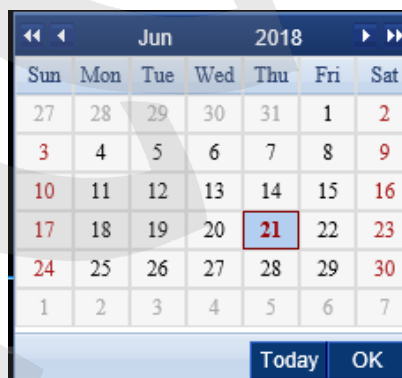 Jun 2018
Sun Mon Tue Wed Thu Fri Sat
27 28 29 30 31 1 2
3 4 5 6 7 8 9
10 11 12 13 14 15 16
17 18 19 20 21 22 23
24 25 26 27 28 29 30
1 2 3 4 5 6 7
Today OK